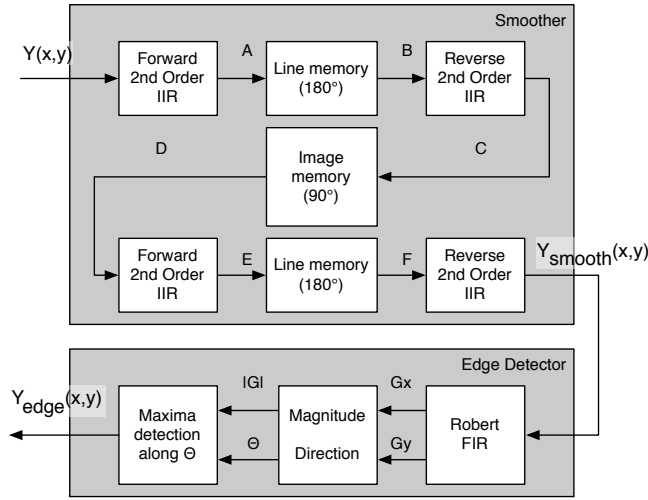 Smoother
Y(x,y)
Forward
2nd Order
IIR
A
Line memory
(180°)
B
Reverse
2nd Order
IIR
D
Image
memory
(90°)
C
Forward
2nd Order
IIR
E
Line memory
(180°)
F
Reverse
2nd Order
IIR
Ysmooth(x,y)
Edge Detector
Yedge(x,y)
Maxima
detection
along Θ
|G|
Θ
Magnitude
Direction
Gx
Gy
Robert
FIR